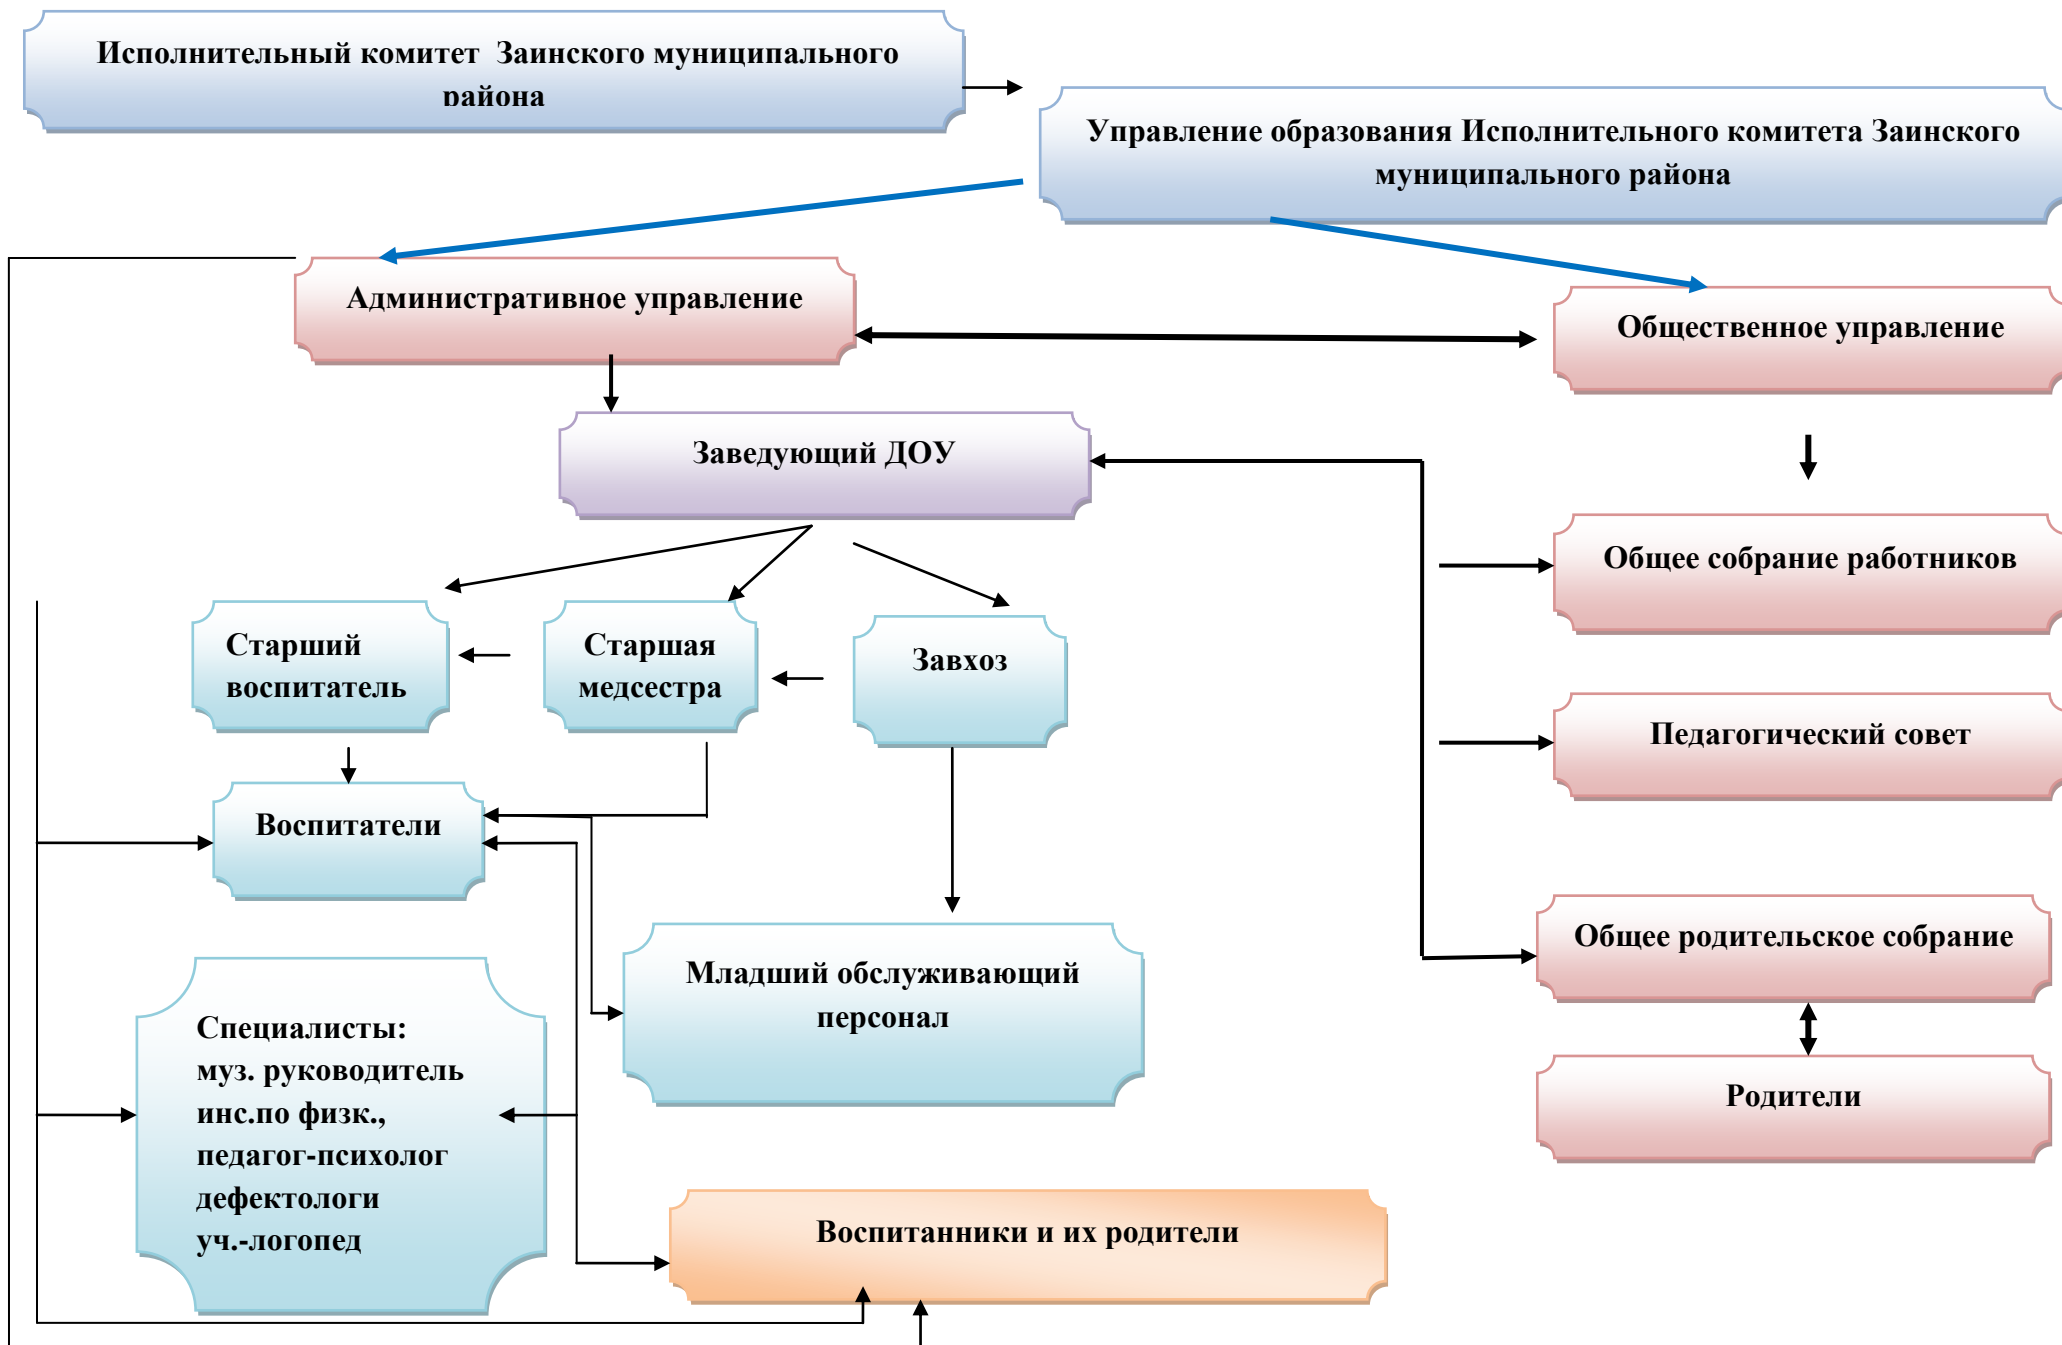 Исполнительный комитет Заинского муниципального
района
Управление образования Исполнительного комитета Заинского
муниципального района
Административное управление
Общественное управление
Заведующий ДОУ
Общее собрание работников
Старший
воспитатель
Старшая
медсестра
Завхоз
Педагогический совет
Воспитатели
Общее родительское собрание
Младший обслуживающий
персонал
Специалисты:
муз. руководитель
инс.по физк.,
педагог-психолог
дефектологи
уч.-логопед
Родители
Воспитанники и их родители